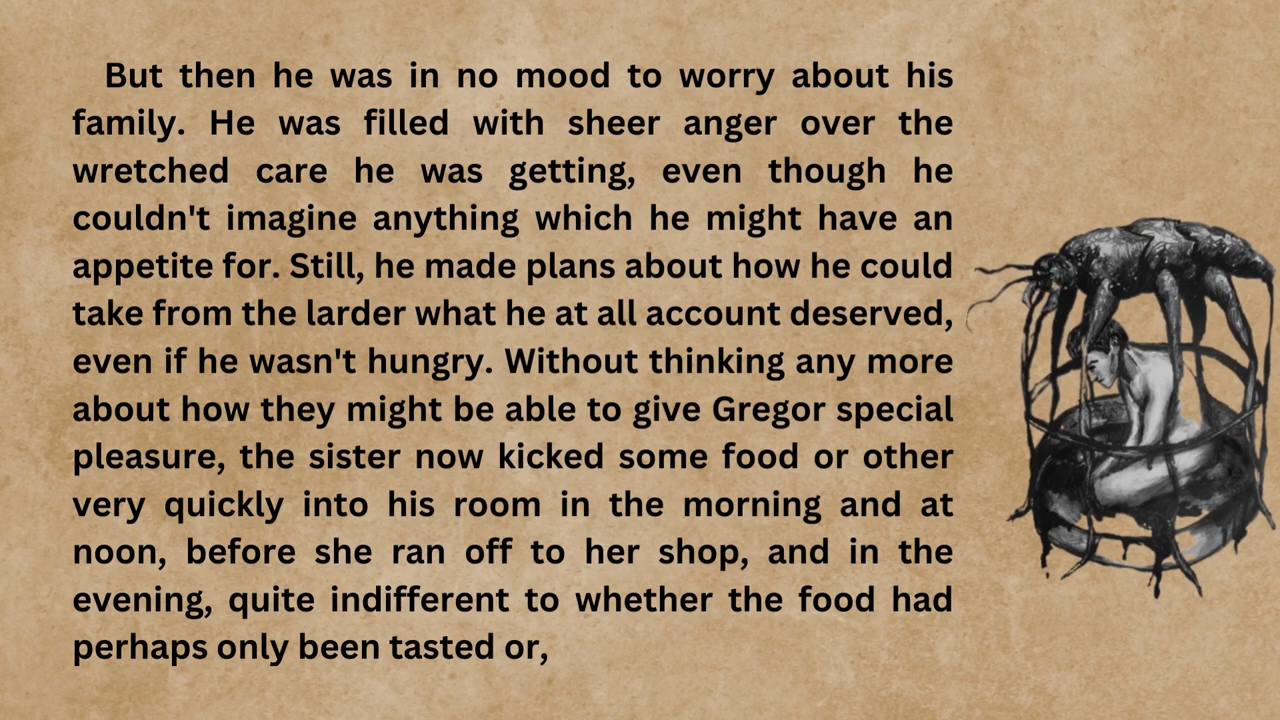 But then he was in no mood to worry about his
family. He was filled with sheer anger over the
wretched care he was getting, even though he
couldn't imagine anything which he might have an
appetite for. Still, he made plans about how he could
take from the larder what he at all account deserved,
even if he wasn't hungry. Without thinking any more
about how they might be able to give Gregor special
pleasure, the sister now kicked some food or other
very quickly into his room in the morning and at
noon, before she ran off to her shop, and in the
evening, quite indifferent to whether the food had
perhaps only been tasted or,